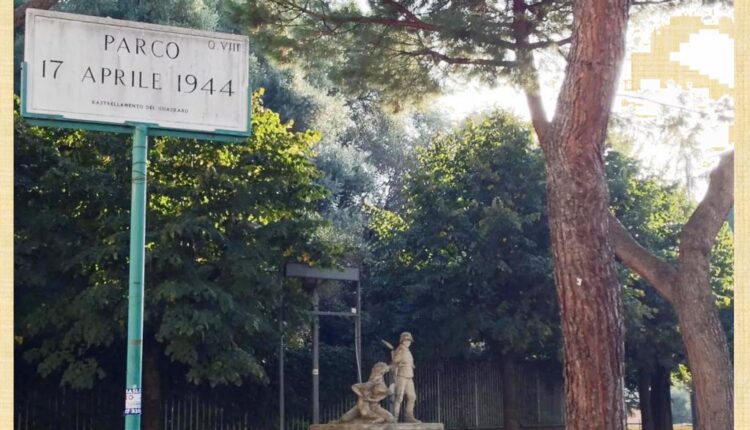 PARCO Q. VIII
17 APRILE 1944
RASTRELLAMENTO DEL QUADRARO